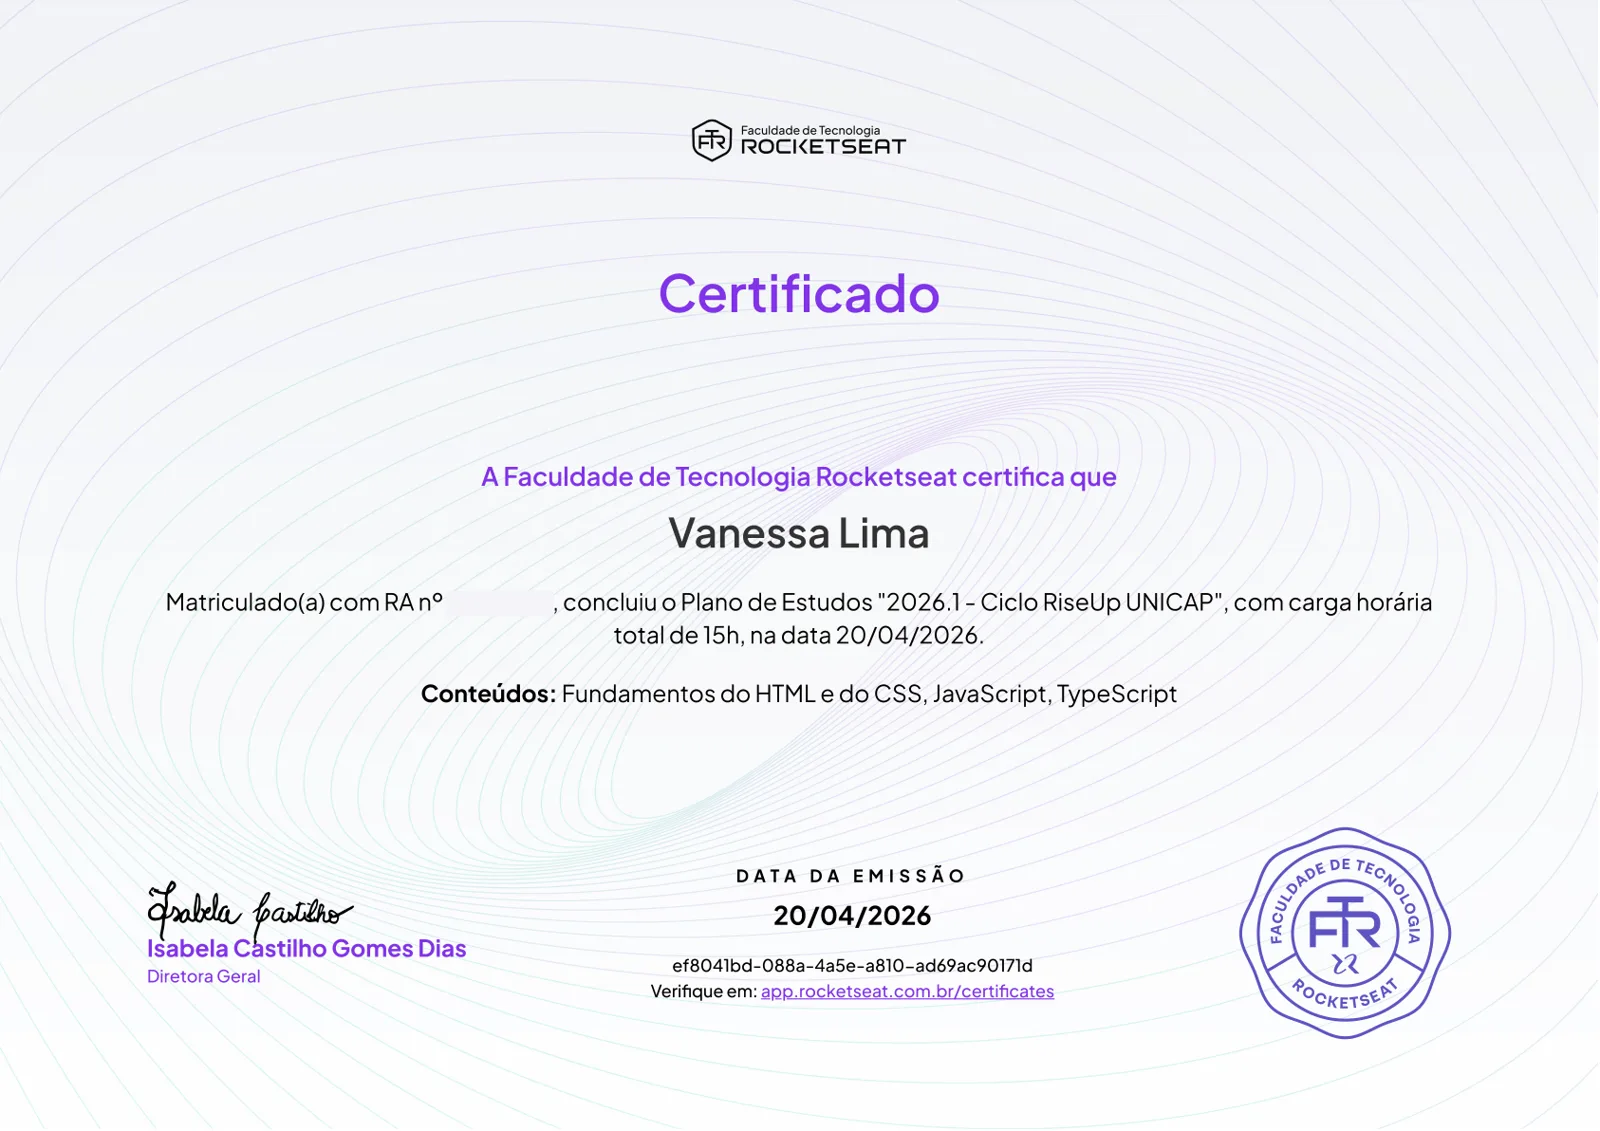 Faculdade de Tecnologia
ROCKETSEAT
Certificado
A Faculdade de Tecnologia Rocketseat certifica que
Vanessa Lima
Matriculado(a) com RA nº , concluiu o Plano de Estudos "2026.1 - Ciclo RiseUp UNICAP", com carga horária
total de 15h, na data 20/04/2026.
Conteúdos: Fundamentos do HTML e do CSS, JavaScript, TypeScript
Isabela Castilho
Isabela Castilho Gomes Dias
Diretora Geral
DATA DA EMISSÃO
20/04/2026
ef8041bd-088a-4a5e-a810-ad69ac90171d
Verifique em: app.rocketseat.com.br/certificates
FACULDADE DE TECNOLOGIA
FTR
ROCKETSEAT